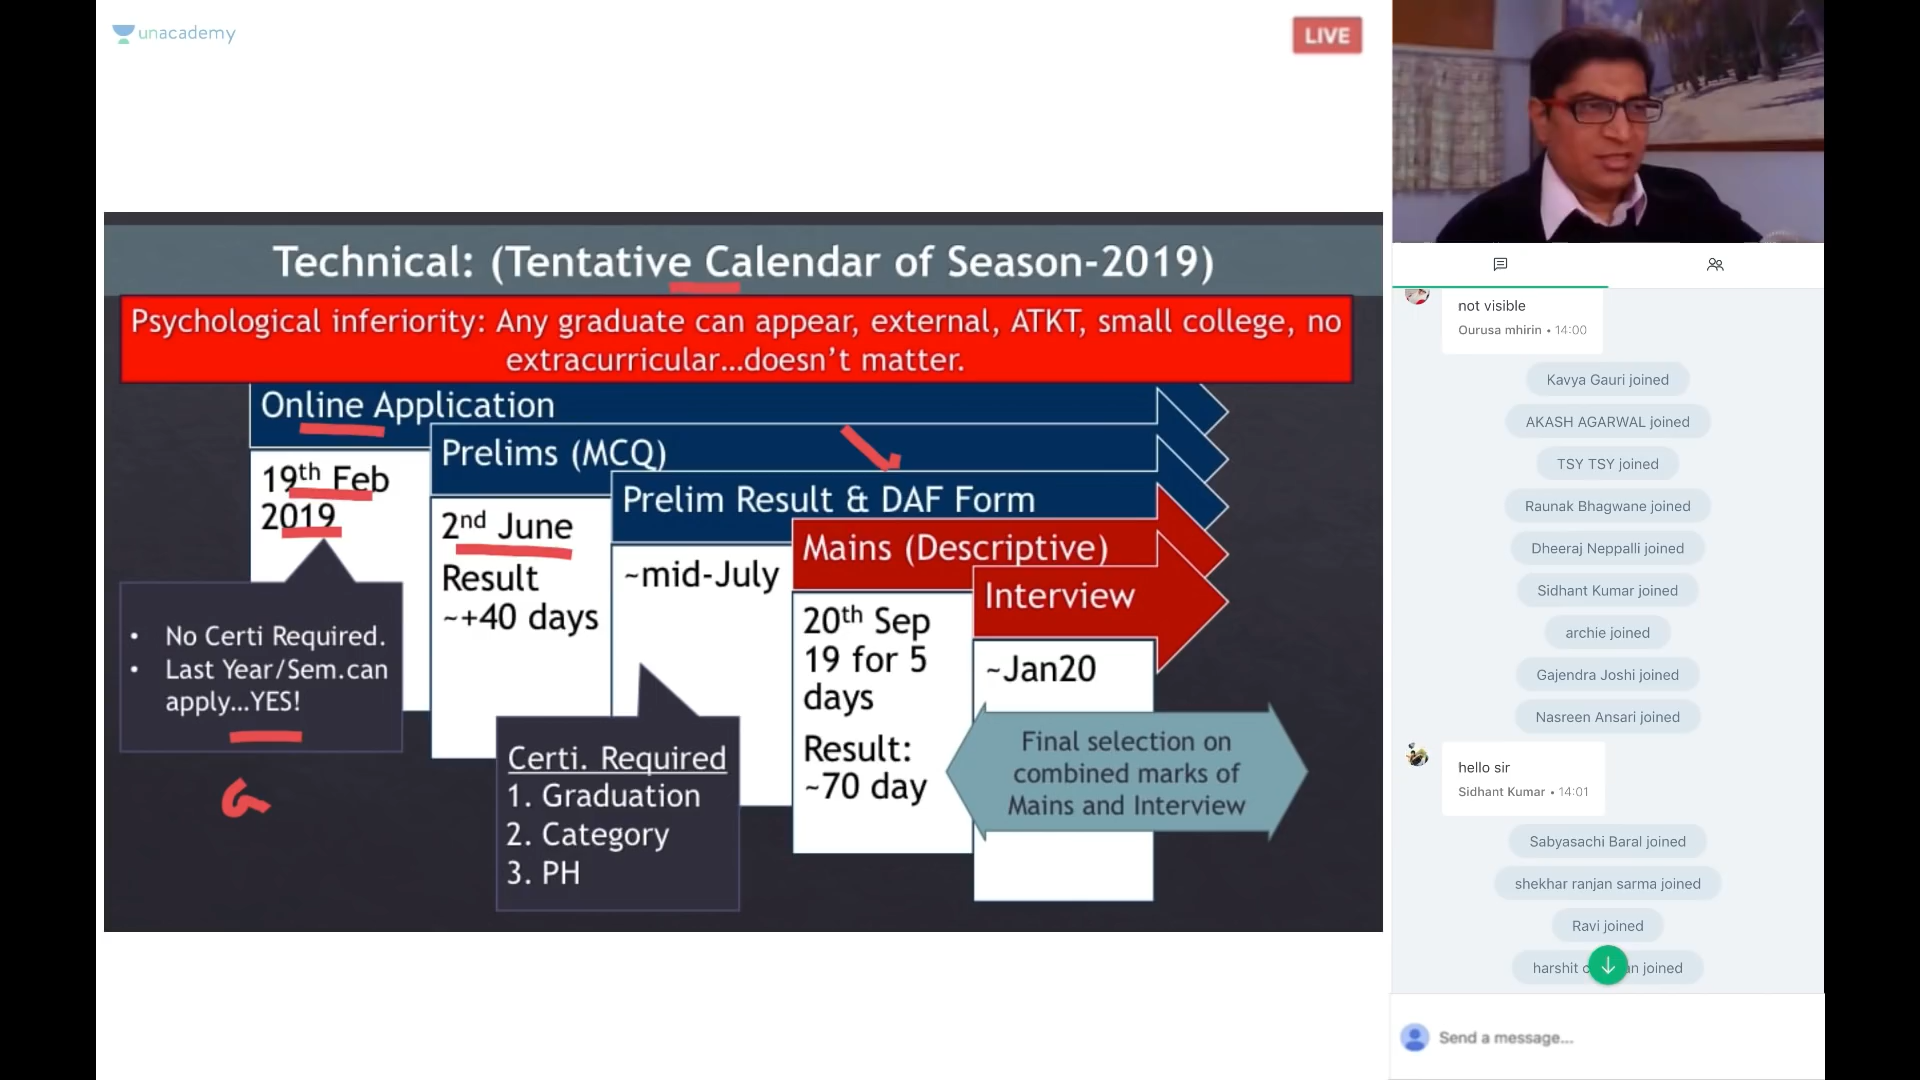 unacademy
LIVE
Technical: (Tentative Calendar of Season-2019)
Psychological inferiority: Any graduate can appear, external, ATKT, small college, no
extracurricular...doesn't matter.
Online Application
19th Feb
2019
No Certi Required.
Last Year/Sem.can
apply...YES!
Prelims (MCQ)
2nd June
Result
~+40 days
Prelim Result & DAF Form
~mid-July
Certi. Required
1. Graduation
2. Category
3. PH
Mains (Descriptive)
20th Sep
19 for 5
days
Result:
~70 day
Interview
~Jan20
Final selection on
combined marks of
Mains and Interview
not visible
Ourusa mhirin • 14:00
Kavya Gauri joined
AKASH AGARWAL joined
TSY TSY joined
Raunak Bhagwane joined
Dheeraj Neppalli joined
Sidhant Kumar joined
archie joined
Gajendra Joshi joined
Nasreen Ansari joined
hello sir
Sidhant Kumar • 14:01
Sabyasachi Baral joined
shekhar ranjan sarma joined
Ravi joined
harshit joined
Send a message...